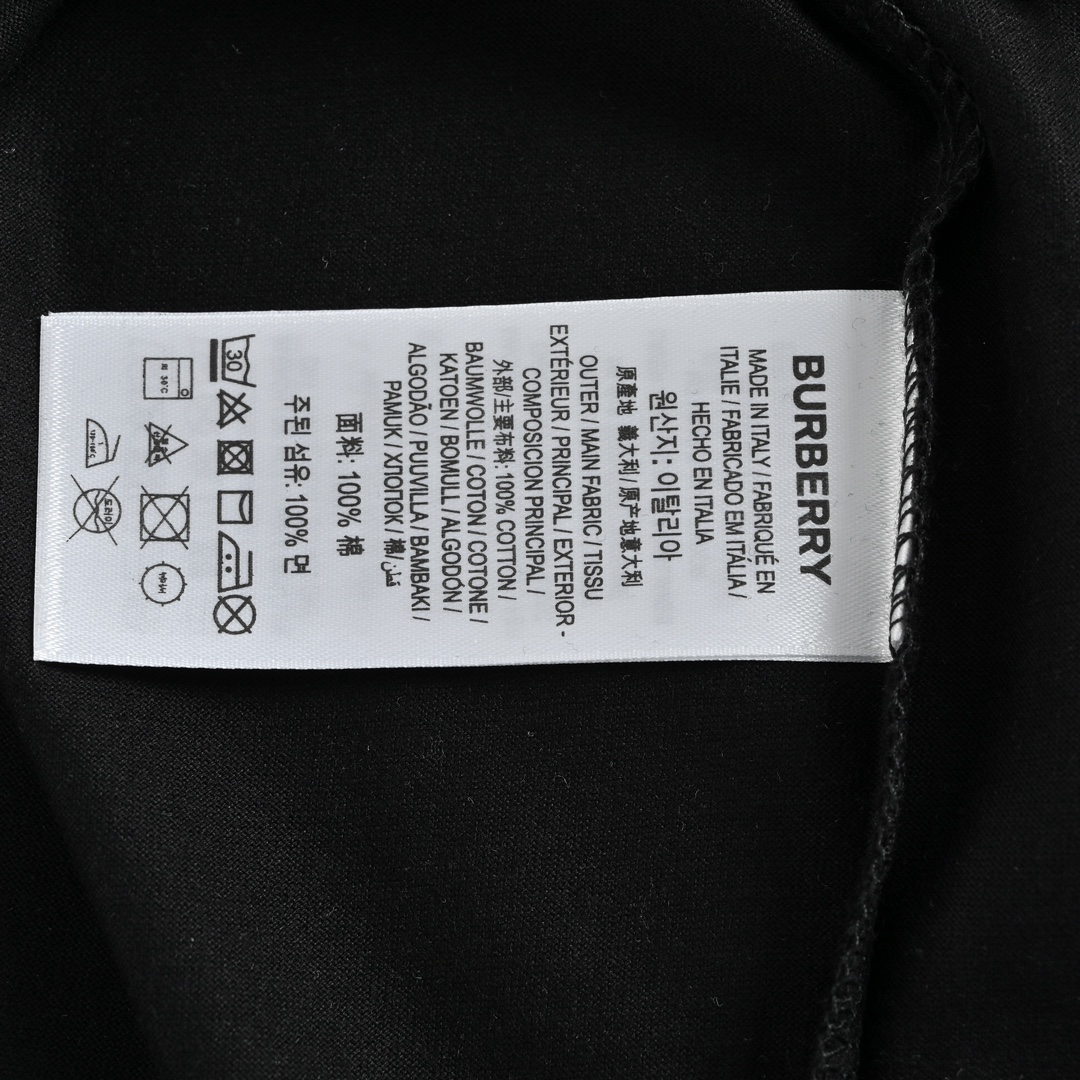 BURBERRY
MADE IN ITALY / FABRIQUÉ EN
ITALIE / FABRICADO EM ITÁLIA /
HECHO EN ITALIA
원산지: 이탈리아
原產地 義大利 / 原产地意大利
OUTER / MAIN FABRIC / TISSU
EXTÉRIEUR / PRINCIPAL / EXTERIOR -
COMPOSICION PRINCIPAL /
外部/主要布料: 100% COTTON /
BAUMWOLLE / COTON / COTONE /
KATOEN / BOMULL / ALGODÓN /
ALGODÃO / PUUVILLA / BAMBAKI /
PAMUK / ХЛОПОК / 棉 / قطن
面料: 100% 棉
주된 섬유: 100% 면
30
약 30°C